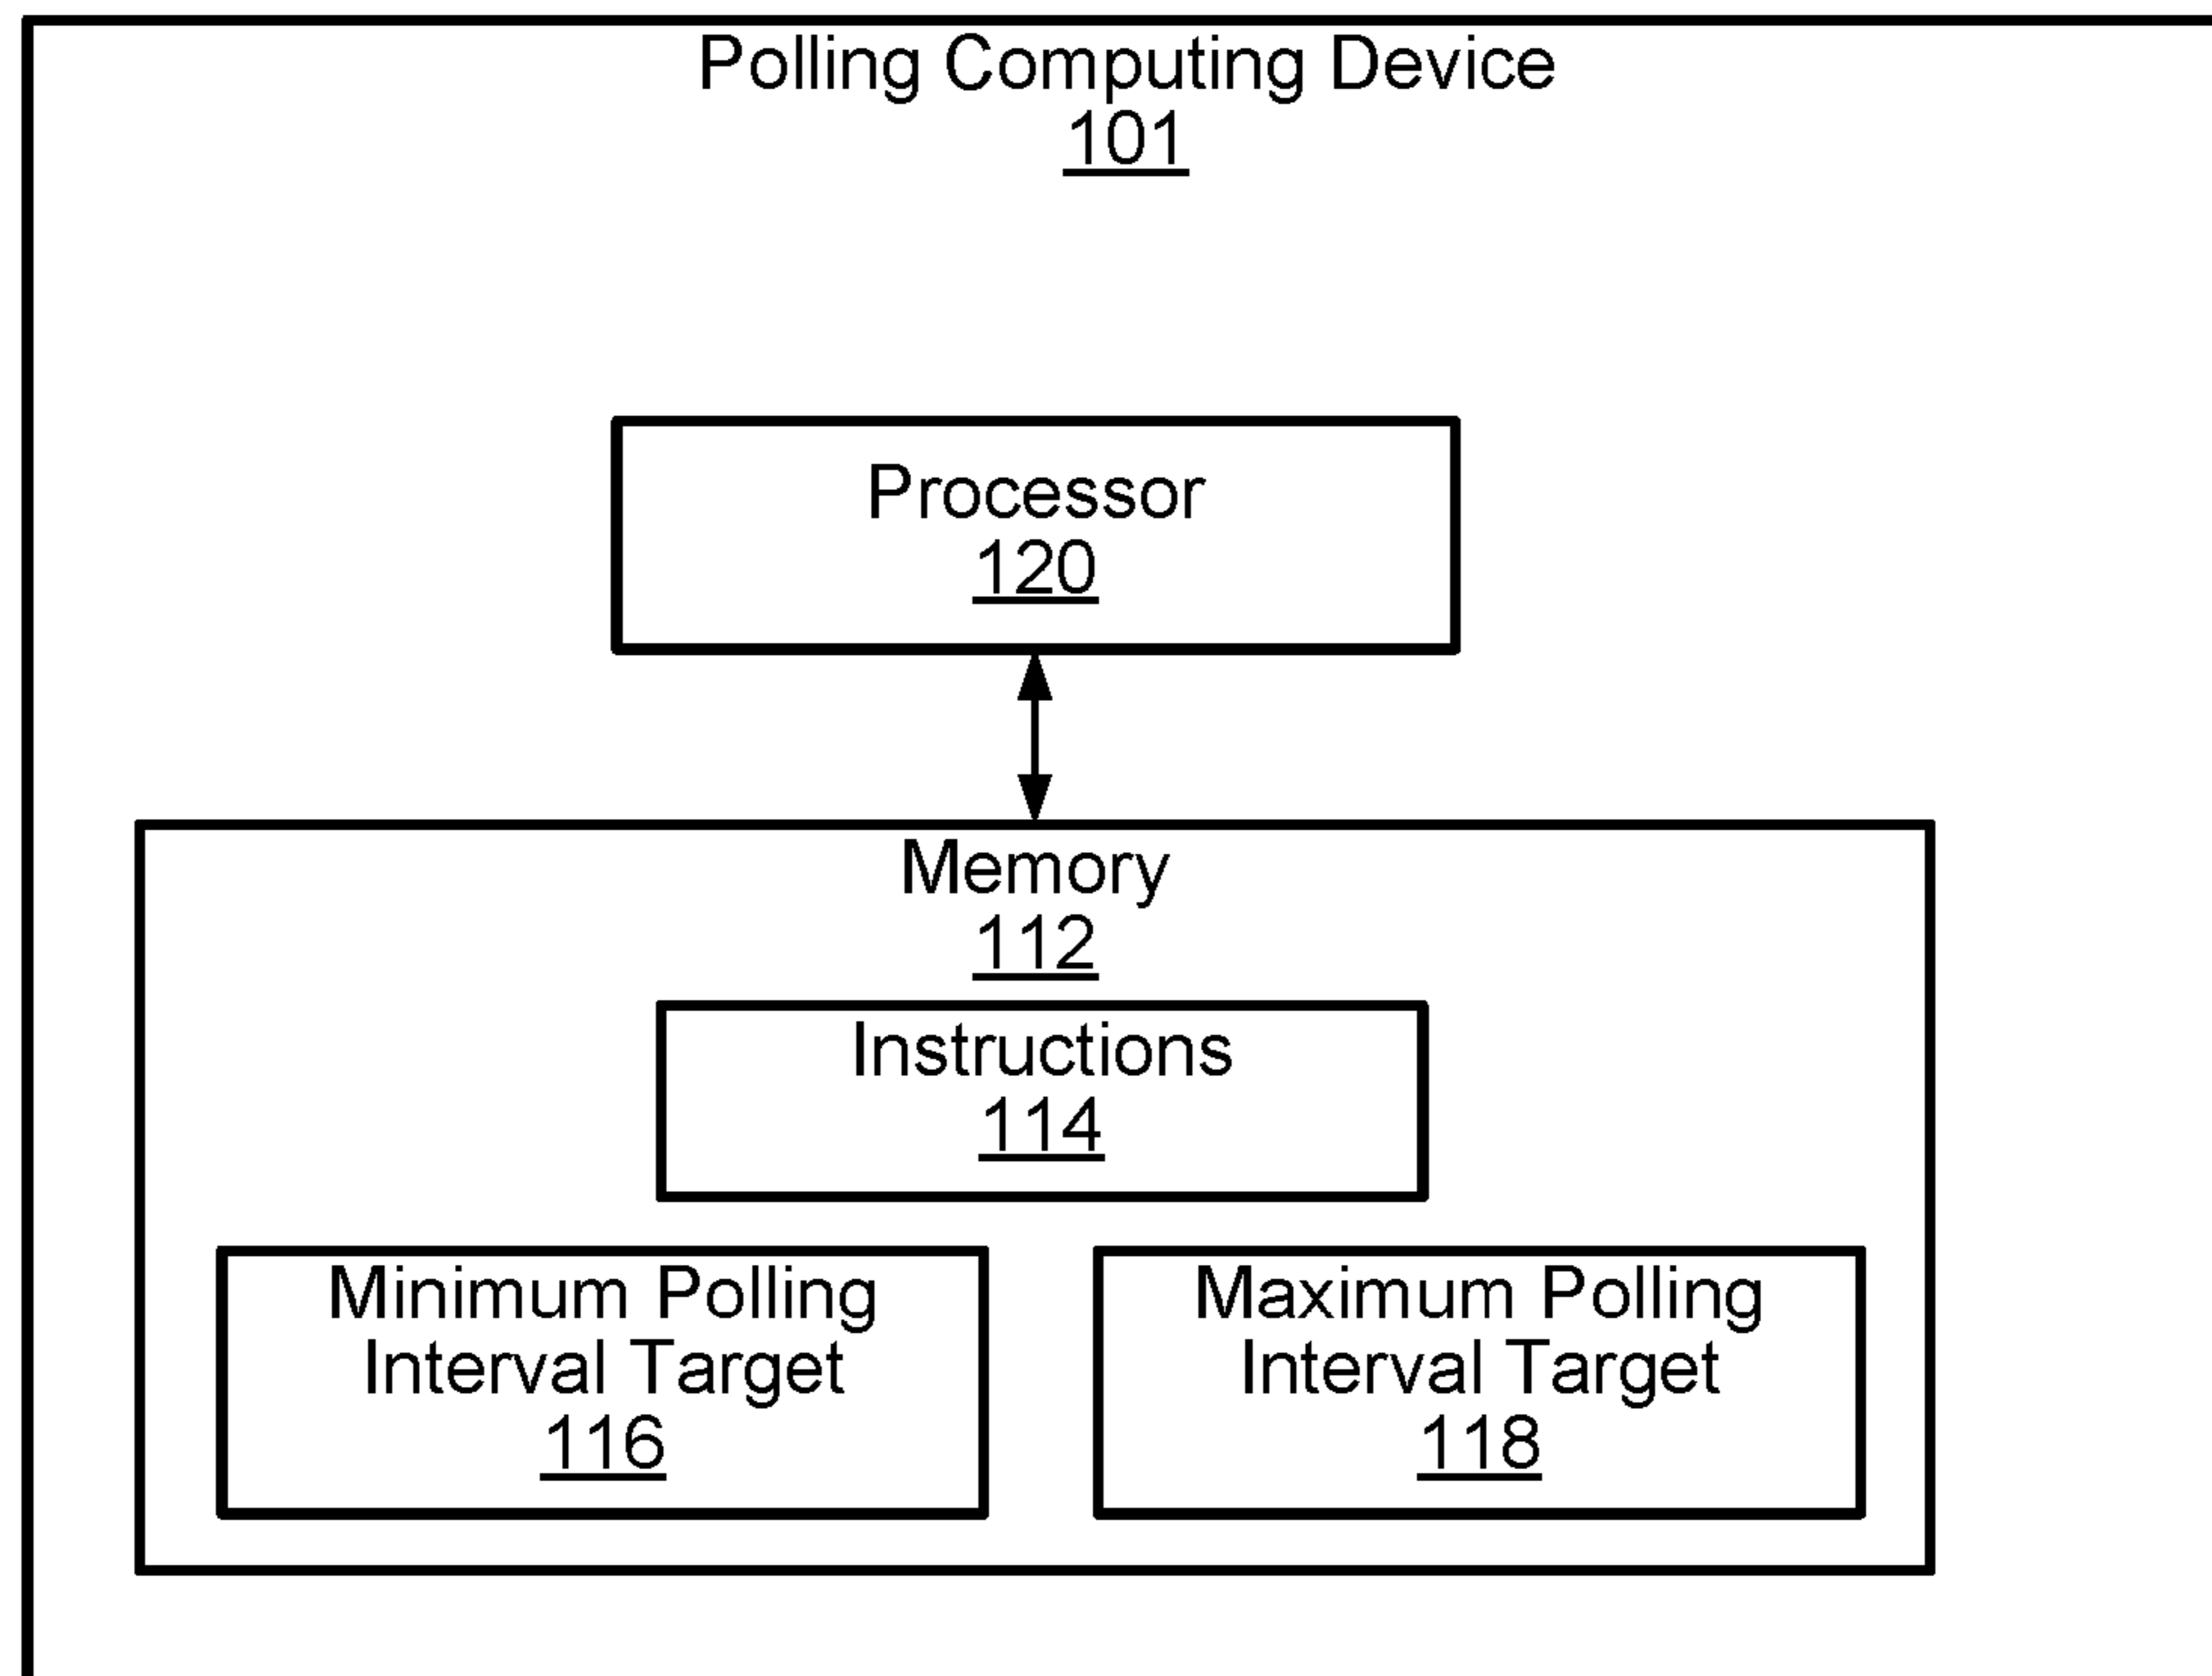 Polling Computing Device
101
Processor
120
Memory
112
Instructions
114
Minimum Polling
Interval Target
116
Maximum Polling
Interval Target
118